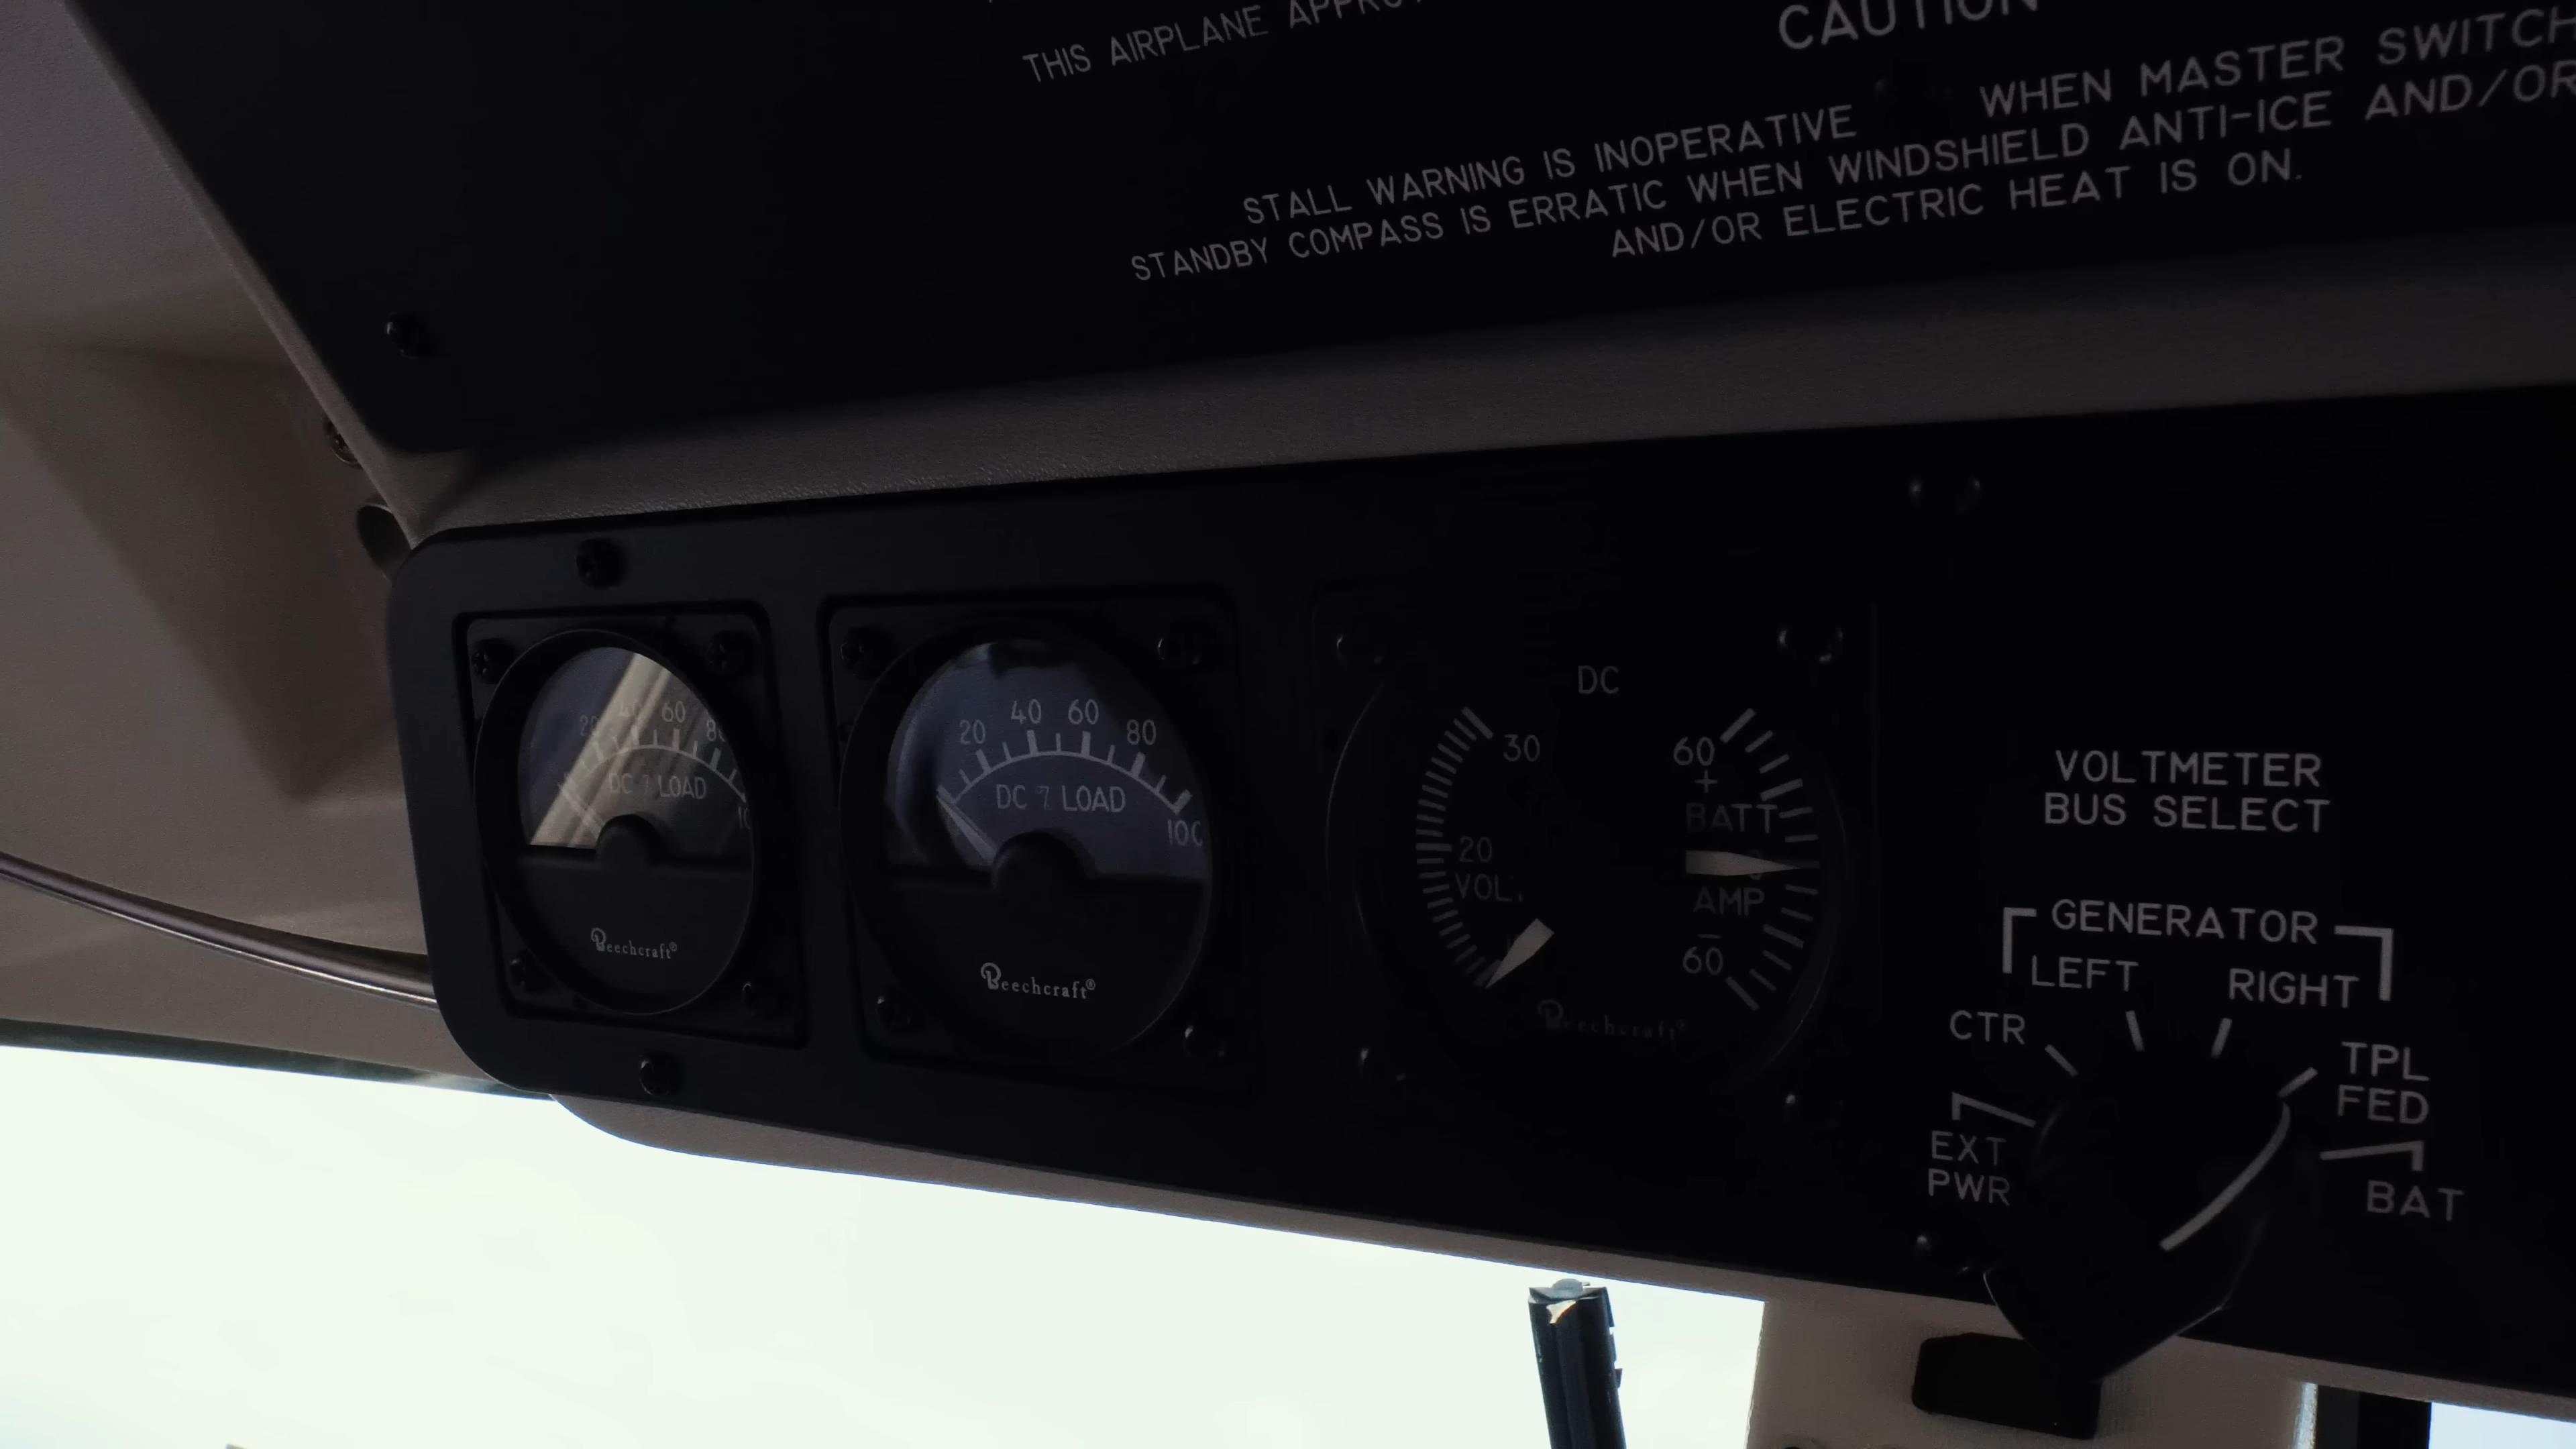 THIS AIRPLANE
CAUTION
STALL WARNING IS INOPERATIVE WHEN MASTER SWITCH
STANDBY COMPASS IS ERRATIC WHEN WINDSHIELD ANTI-ICE AND/OR
AND/OR ELECTRIC HEAT IS ON.
20 40 60
DC LOAD
Beechcraft®
20 40 60 80 100
DC LOAD
Beechcraft®
DC
30
20
60
+
BATT
0
AMP
-
60
Beechcraft®
VOLTMETER
BUS SELECT
GENERATOR
LEFT RIGHT
CTR
TPL
FED
EXT
PWR
BAT